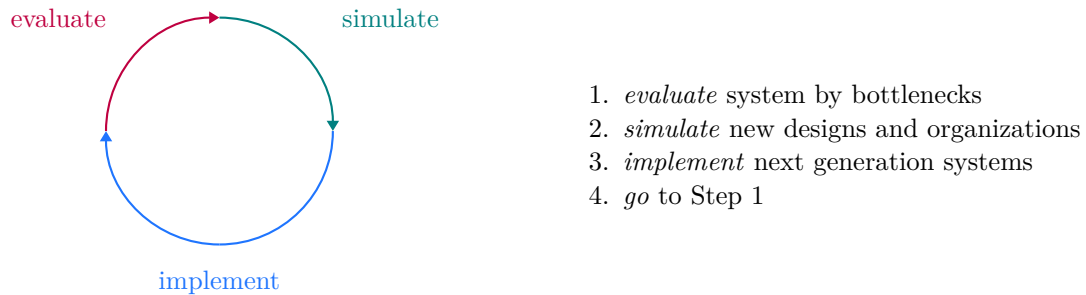 evaluate
simulate
implement
1. evaluate system by bottlenecks
2. simulate new designs and organizations
3. implement next generation systems
4. go to Step 1